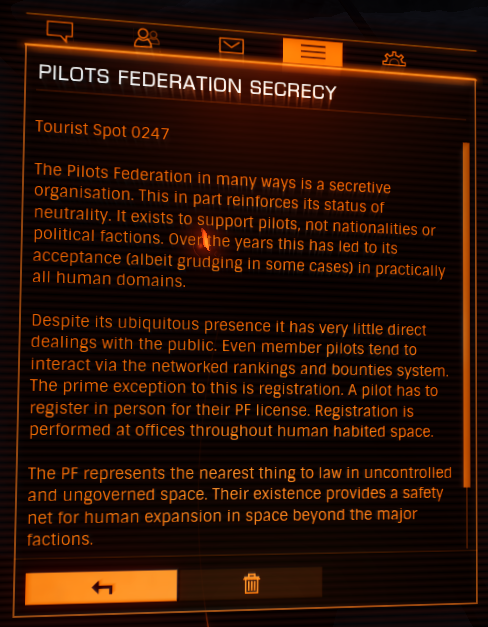 PILOTS FEDERATION SECRECY
Tourist Spot 0247
The Pilots Federation in many ways is a secretive
organisation. This in part reinforces its status of
neutrality. It exists to support pilots, not nationalities or
political factions. Over the years this has led to its
acceptance (albeit grudging in some cases) in practically
all human domains.
Despite its ubiquitous presence it has very little direct
dealings with the public. Even member pilots tend to
interact via the networked rankings and bounties system.
The prime exception to this is registration. A pilot has to
register in person for their PF license. Registration is
performed at offices throughout human habited space.
The PF represents the nearest thing to law in uncontrolled
and ungoverned space. Their existence provides a safety
net for human expansion in space beyond the major
factions.